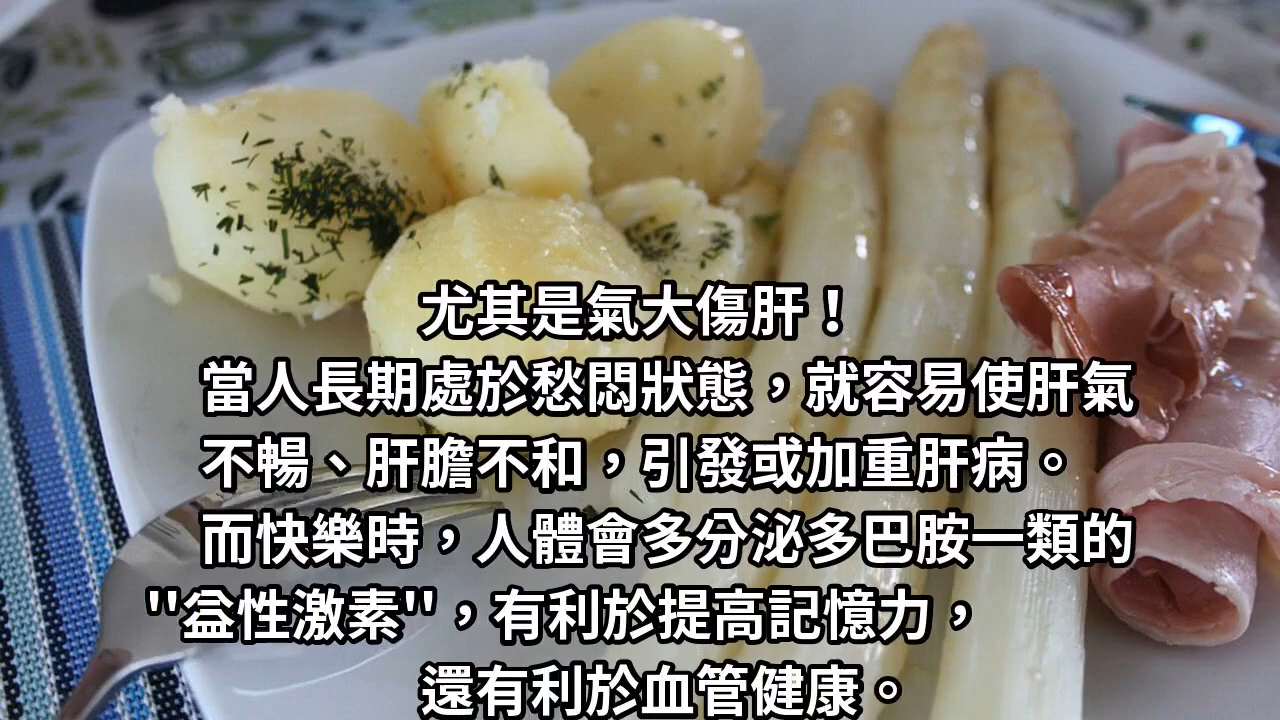 尤其是氣大傷肝！
當人長期處於愁悶狀態，就容易使肝氣
不暢、肝膽不和，引發或加重肝病。
而快樂時，人體會多分泌多巴胺一類的
"益性激素"，有利於提高記憶力，
還有利於血管健康。